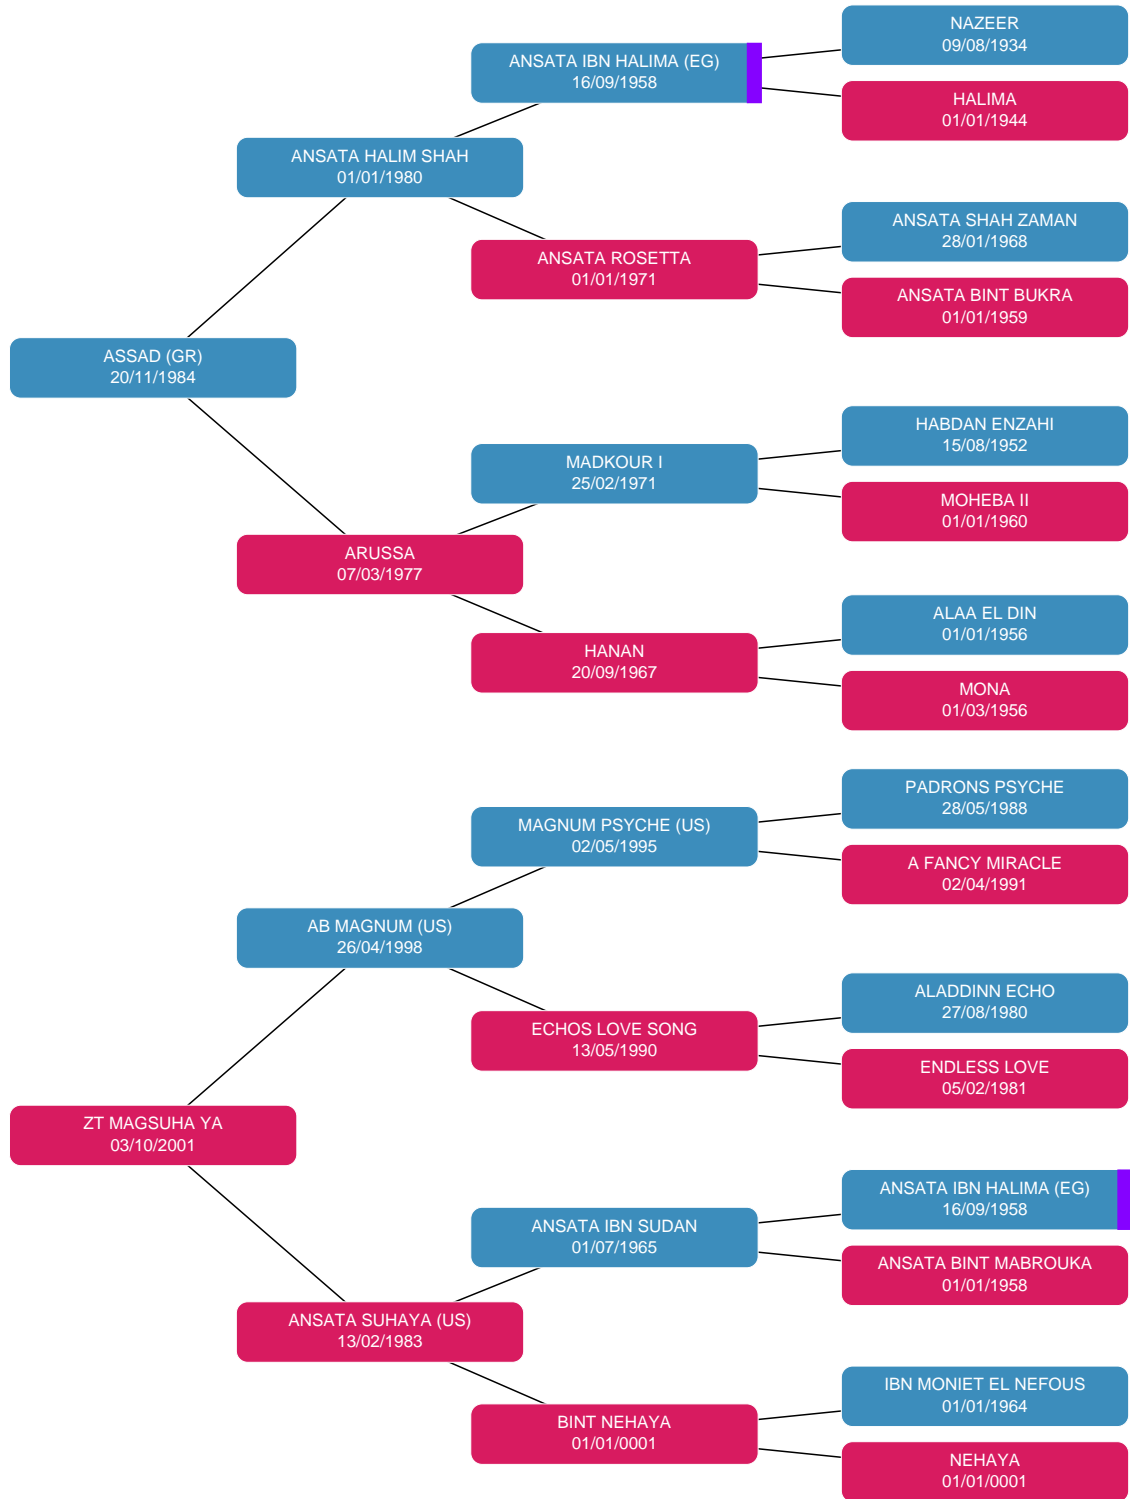 NAZEER
09/08/1934
ANSATA IBN HALIMA (EG)
16/09/1958
HALIMA
01/01/1944
ANSATA HALIM SHAH
01/01/1980
ANSATA SHAH ZAMAN
28/01/1968
ANSATA ROSETTA
01/01/1971
ANSATA BINT BUKRA
01/01/1959
ASSAD (GR)
20/11/1984
HABDAN ENZAHI
15/08/1952
MADKOUR I
25/02/1971
MOHEBA II
01/01/1960
ARUSSA
07/03/1977
ALAA EL DIN
01/01/1956
HANAN
20/09/1967
MONA
01/03/1956
PADRONS PSYCHE
28/05/1988
MAGNUM PSYCHE (US)
02/05/1995
A FANCY MIRACLE
02/04/1991
AB MAGNUM (US)
26/04/1998
ALADDINN ECHO
27/08/1980
ECHOS LOVE SONG
13/05/1990
ENDLESS LOVE
05/02/1981
ZT MAGSUHA YA
03/10/2001
ANSATA IBN HALIMA (EG)
16/09/1958
ANSATA IBN SUDAN
01/07/1965
ANSATA BINT MABROUKA
01/01/1958
ANSATA SUHAYA (US)
13/02/1983
IBN MONIET EL NEFOUS
01/01/1964
BINT NEHAYA
01/01/0001
NEHAYA
01/01/0001